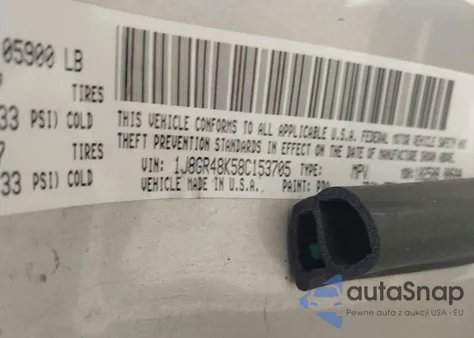 05900 LB
TIRES
33 PSI) COLD
TIRES
33 PSI) COLD
THIS VEHICLE CONFORMS TO ALL APPLICABLE U.S.A. FEDERAL MOTOR VEHICLE SAFETY AND
THEFT PREVENTION STANDARDS IN EFFECT ON THE DATE OF MANUFACTURE SHOWN ABOVE.
VIN: 1J8GR48K58C153705 TYPE: MPV
VEHICLE MADE IN U.S.A. PAINT:
autoSnap
Pewne auta z aukcji USA i EU